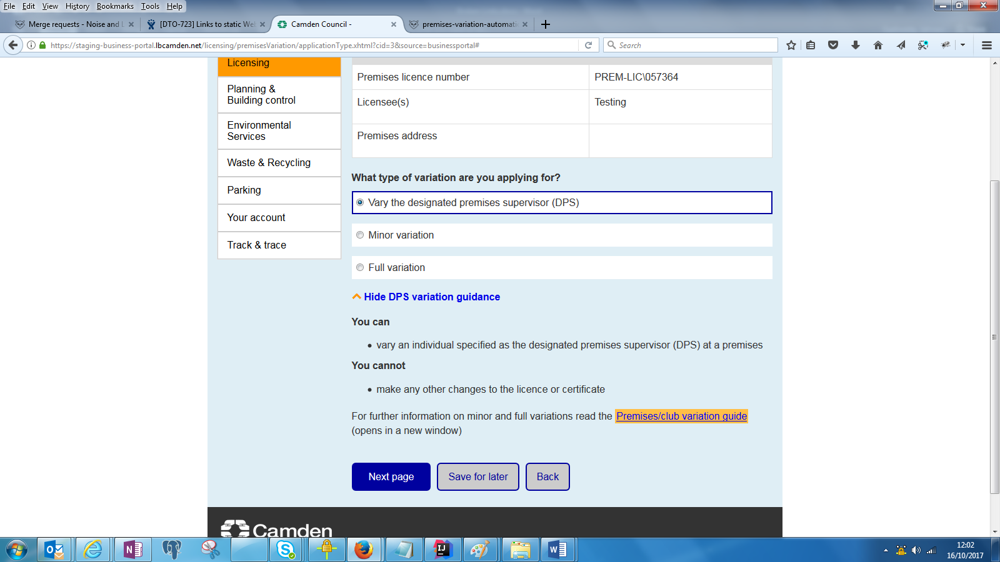 File Edit View History Bookmarks Tools Help
Merge requests - Noise and L
[DTO-723] Links to static We
Camden Council -
premises-variation-automati
https://staging-business-portal.lbcamden.net/licensing/premisesVariation/applicationType.xhtml?cid=3&source=businessportal#
Search
Licensing
Planning &
Building control
Environmental
Services
Waste & Recycling
Parking
Your account
Track & trace
Premises licence number PREM-LIC\057364
Licensee(s) Testing
Premises address
What type of variation are you applying for?
Vary the designated premises supervisor (DPS)
Minor variation
Full variation
Hide DPS variation guidance
You can
• vary an individual specified as the designated premises supervisor (DPS) at a premises
You cannot
• make any other changes to the licence or certificate
For further information on minor and full variations read the Premises/club variation guide
(opens in a new window)
Next page Save for later Back
Camden
12:02
16/10/2017